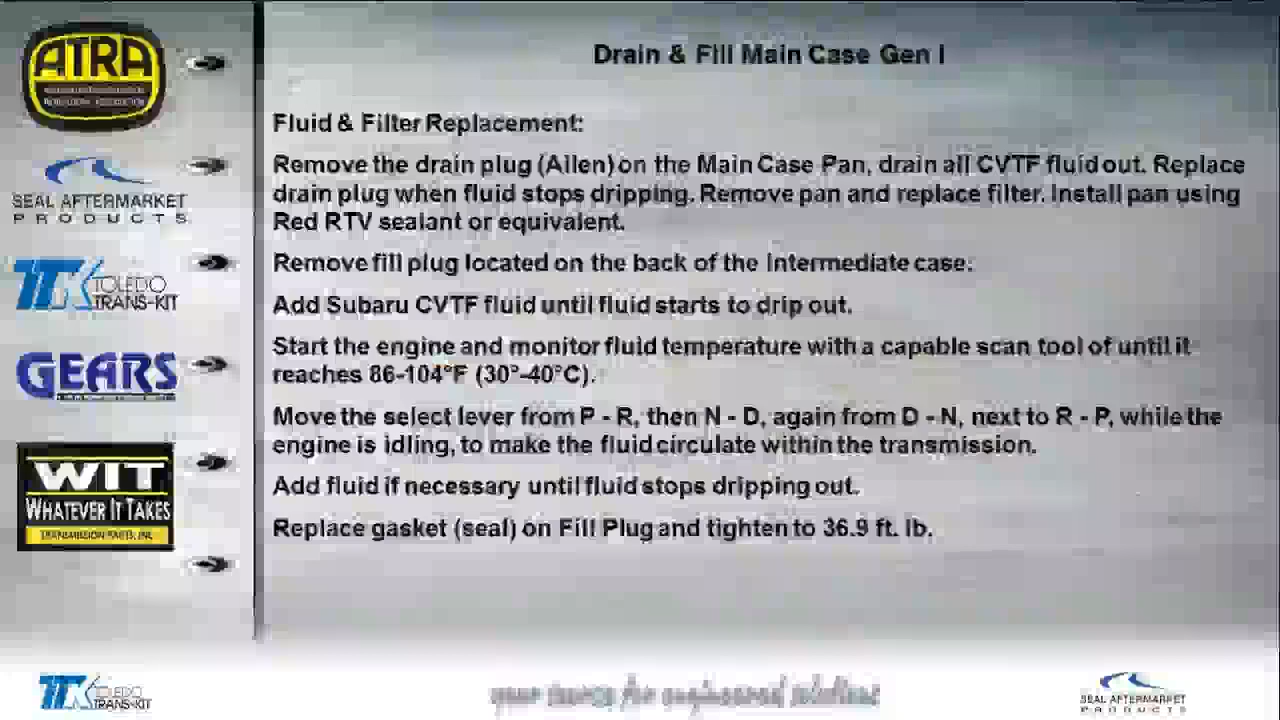 Drain & Fill Main Case Gen I
Fluid & Filter Replacement:
Remove the drain plug (Allen) on the Main Case Pan, drain all CVTF fluid out. Replace
drain plug when fluid stops dripping. Remove pan and replace filter. Install pan using
Red RTV sealant or equivalent.
Remove fill plug located on the back of the Intermediate case.
Add Subaru CVTF fluid until fluid starts to drip out.
Start the engine and monitor fluid temperature with a capable scan tool of until it
reaches 86-104°F (30°-40°C).
Move the select lever from P - R, then N - D, again from D - N, next to R - P, while the
engine is idling, to make the fluid circulate within the transmission.
Add fluid if necessary until fluid stops dripping out.
Replace gasket (seal) on Fill Plug and tighten to 36.9 ft. lb.
ATRA
SEAL AFTERMARKET
PRODUCTS
TTK TOLEDO
TRANS-KIT
GEARS
WIT
WHATEVER IT TAKES
TRANSMISSION PARTS, INC
TTK TOLEDO
TRANS-KIT
your source for engineered solutions
SEAL AFTERMARKET
PRODUCTS